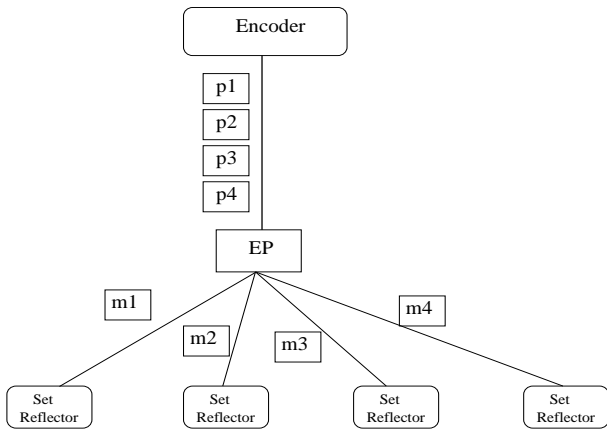 Encoder
p1
p2
p3
p4
EP
m1
m2
m3
m4
Set
Reflector
Set
Reflector
Set
Reflector
Set
Reflector